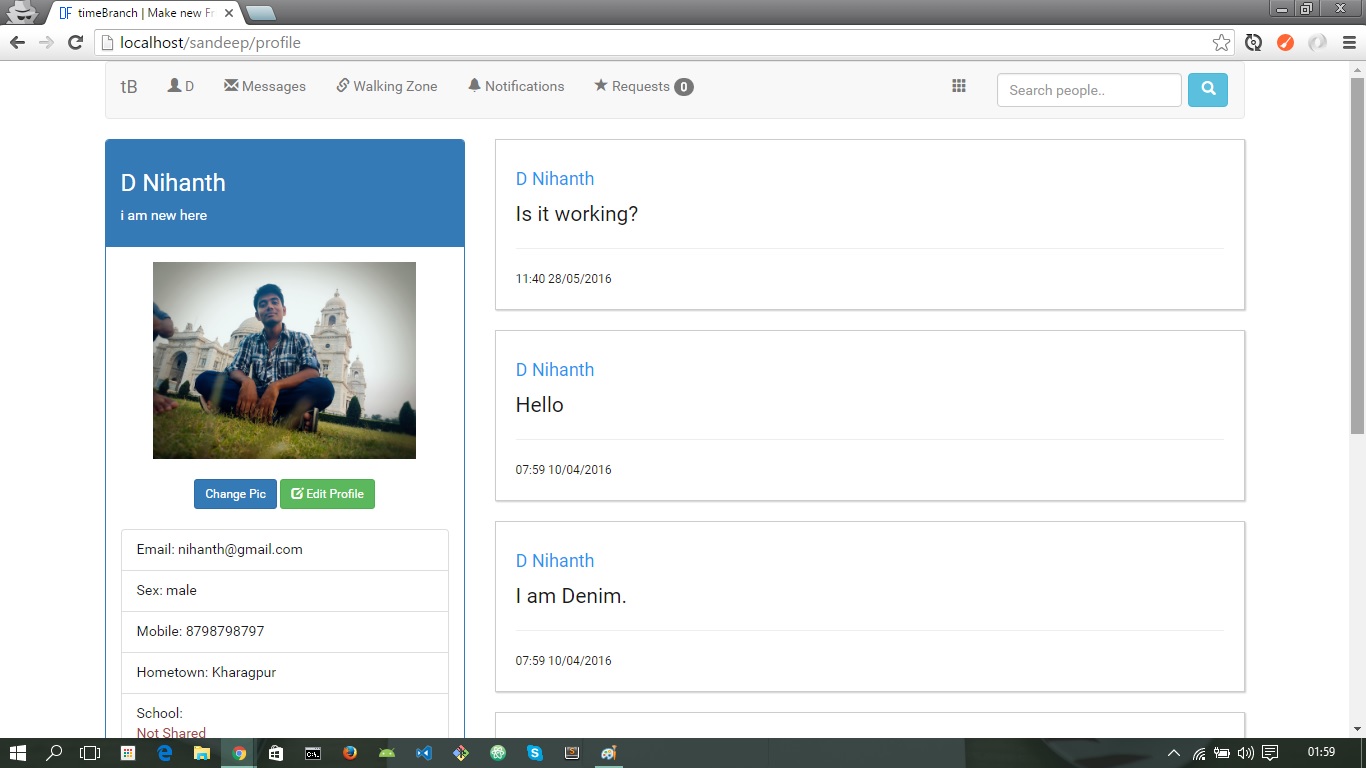 timeBranch | Make new Fr
localhost/sandeep/profile
tB
D
Messages
Walking Zone
Notifications
Requests 0
Search people..
D Nihanth
i am new here
Change Pic
Edit Profile
Email: nihanth@gmail.com
Sex: male
Mobile: 8798798797
Hometown: Kharagpur
School:
Not Shared
D Nihanth
Is it working?
11:40 28/05/2016
D Nihanth
Hello
07:59 10/04/2016
D Nihanth
I am Denim.
07:59 10/04/2016
01:59